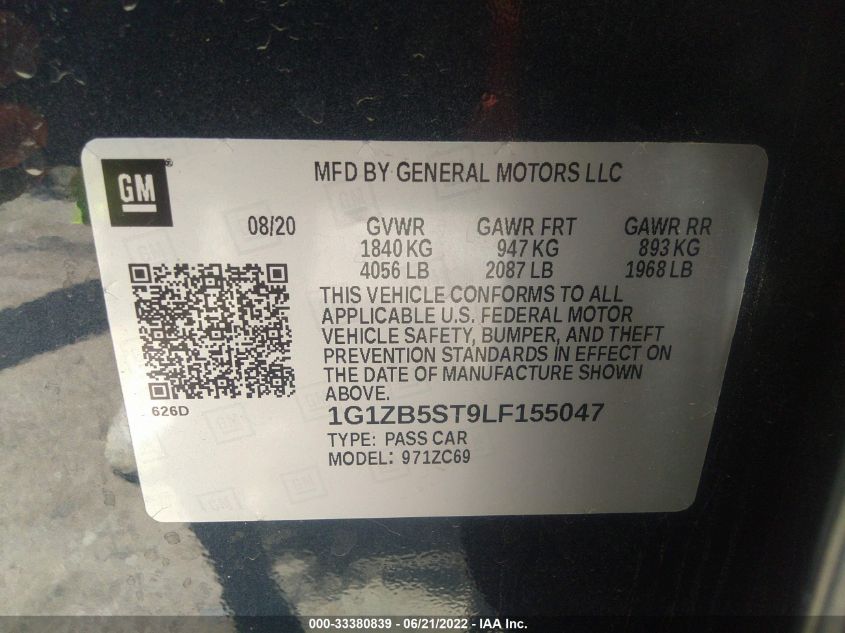 GM®
MFD BY GENERAL MOTORS LLC
08/20 GVWR GAWR FRT GAWR RR
1840 KG 947 KG 893 KG
4056 LB 2087 LB 1968 LB
THIS VEHICLE CONFORMS TO ALL
APPLICABLE U.S. FEDERAL MOTOR
VEHICLE SAFETY, BUMPER, AND THEFT
PREVENTION STANDARDS IN EFFECT ON
THE DATE OF MANUFACTURE SHOWN
ABOVE.
626D
1G1ZB5ST9LF155047
TYPE: PASS CAR
MODEL: 971ZC69
000-33380839 - 06/21/2022 - IAA Inc.